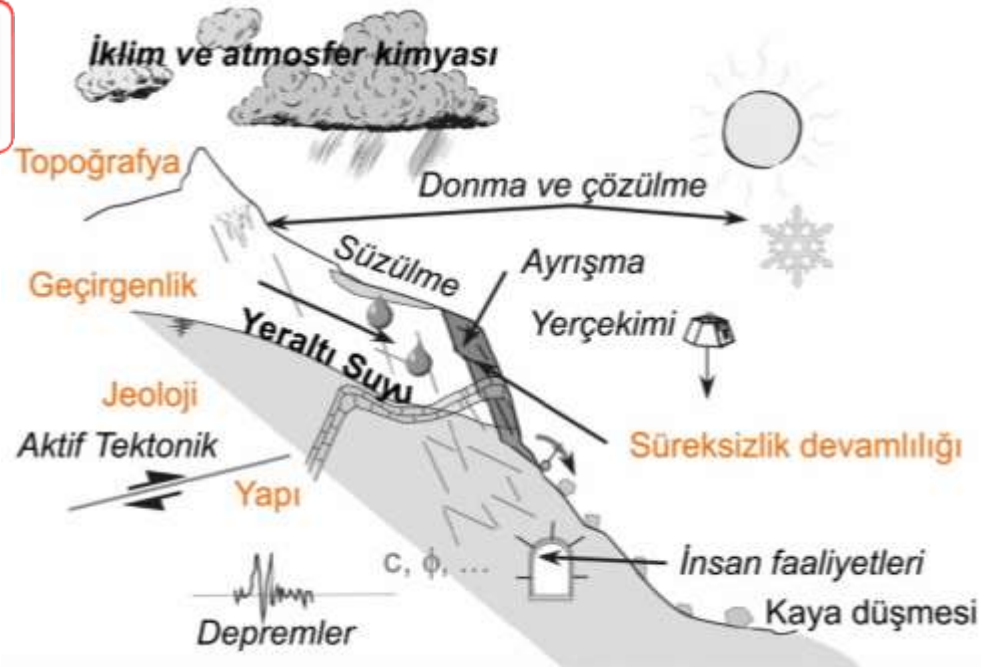 İklim ve atmosfer kimyası
Topoğrafya
Donma ve çözülme
Süzülme
Ayrışma
Geçirgenlik
Yerçekimi
Yeraltı Suyu
Jeoloji
Aktif Tektonik
Süreksizlik devamlılığı
Yapı
C, ϕ, ...
İnsan faaliyetleri
Kaya düşmesi
Depremler